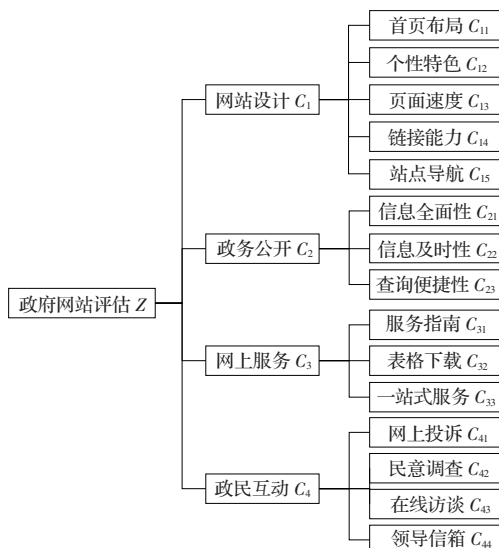 首页布局 C11
个性特色 C12
网站设计 C1
页面速度 C13
链接能力 C14
站点导航 C15
信息全面性 C21
政务公开 C2
信息及时性 C22
查询便捷性 C23
政府网站评估 Z
服务指南 C31
网上服务 C3
表格下载 C32
一站式服务 C33
网上投诉 C41
民意调查 C42
政民互动 C4
在线访谈 C43
领导信箱 C44